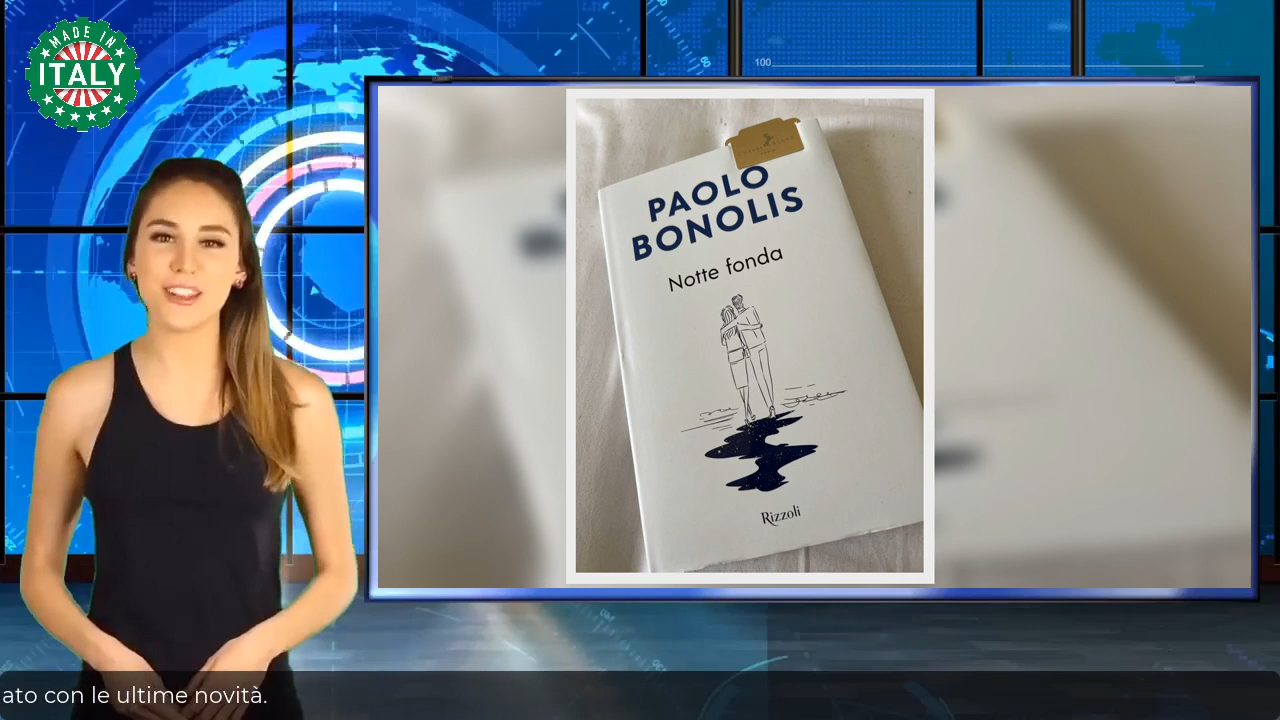 MADE IN
ITALY
100
PAOLO
BONOLIS
Notte fonda
Rizzoli
ato con le ultime novità.